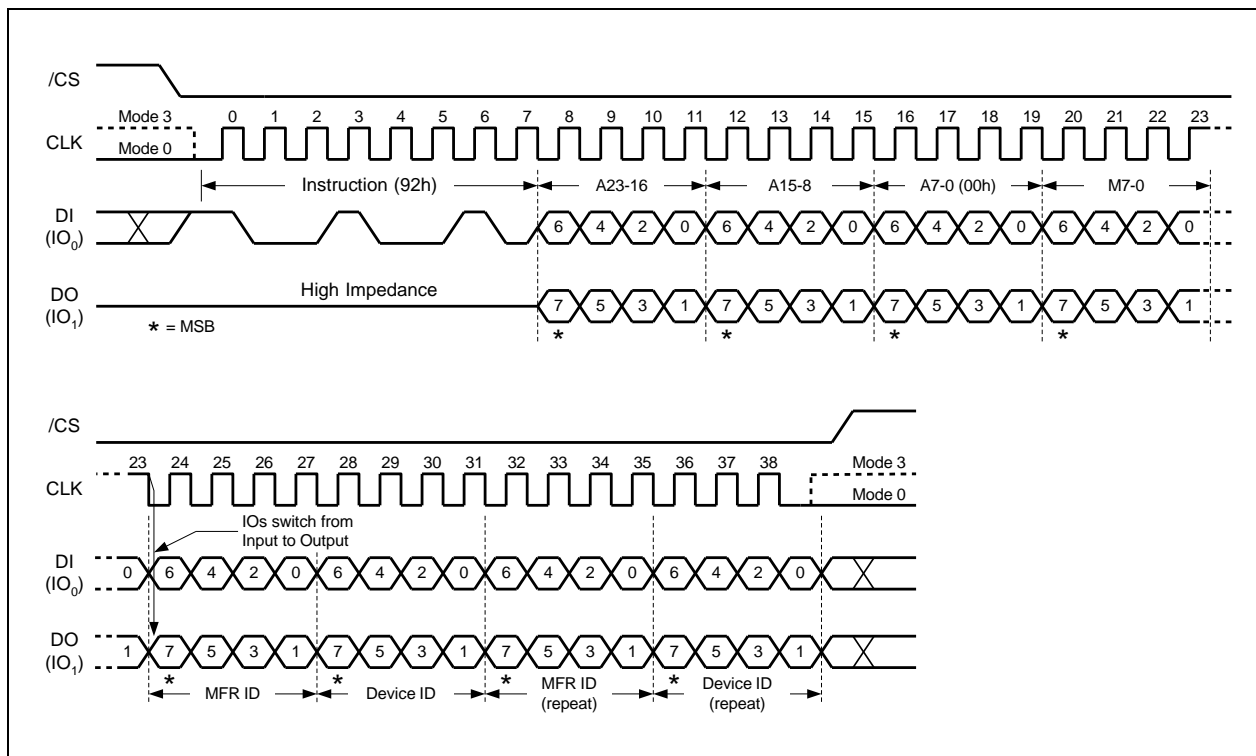 /CS
Mode 3 0 1 2 3 4 5 6 7 8 9 10 11 12 13 14 15 16 17 18 19 20 21 22 23
CLK
Mode 0
Instruction (92h) A23-16 A15-8 A7-0 (00h) M7-0
DI
(IO0) 6 4 2 0 6 4 2 0 6 4 2 0 6 4 2 0
High Impedance
DO
(IO1) 7 5 3 1 7 5 3 1 7 5 3 1 7 5 3 1
* = MSB * * * *
/CS
23 24 25 26 27 28 29 30 31 32 33 34 35 36 37 38 Mode 3
CLK
Mode 0
IOs switch from
Input to Output
DI
(IO0) 0 6 4 2 0 6 4 2 0 6 4 2 0 6 4 2 0
DO
(IO1) 1 7 5 3 1 7 5 3 1 7 5 3 1 7 5 3 1
* * * *
MFR ID Device ID MFR ID
(repeat) Device ID
(repeat)